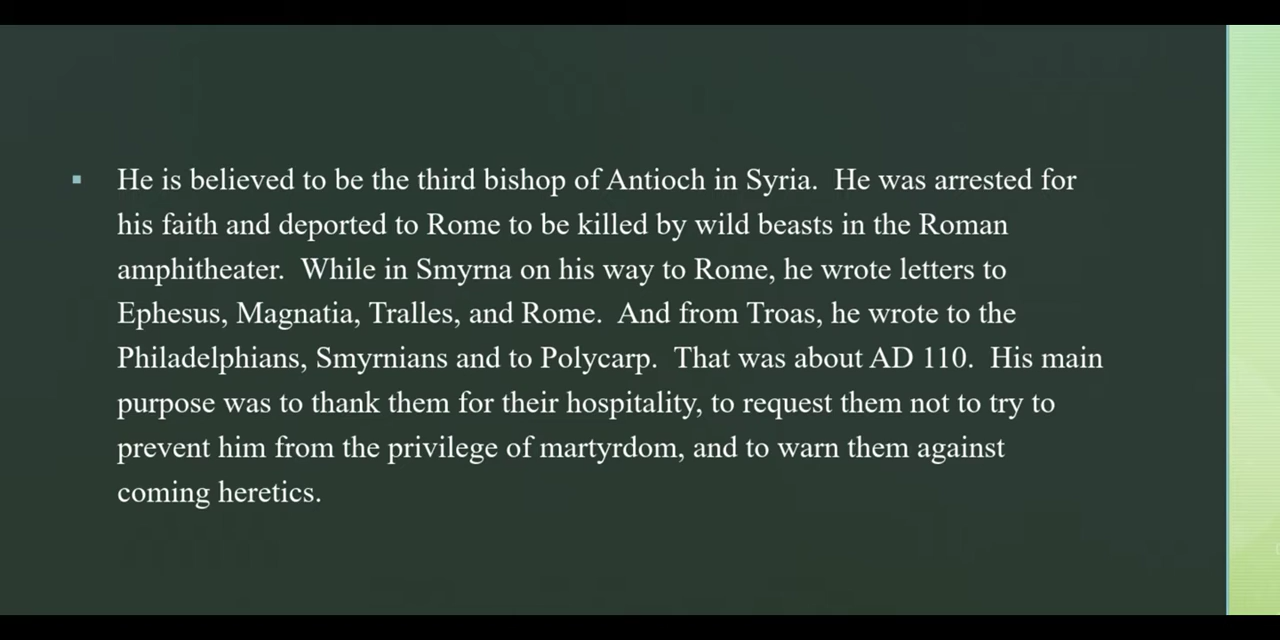 He is believed to be the third bishop of Antioch in Syria.  He was arrested for
his faith and deported to Rome to be killed by wild beasts in the Roman
amphitheater.  While in Smyrna on his way to Rome, he wrote letters to
Ephesus, Magnatia, Tralles, and Rome.  And from Troas, he wrote to the
Philadelphians, Smyrnians and to Polycarp.  That was about AD 110.  His main
purpose was to thank them for their hospitality, to request them not to try to
prevent him from the privilege of martyrdom, and to warn them against
coming heretics.